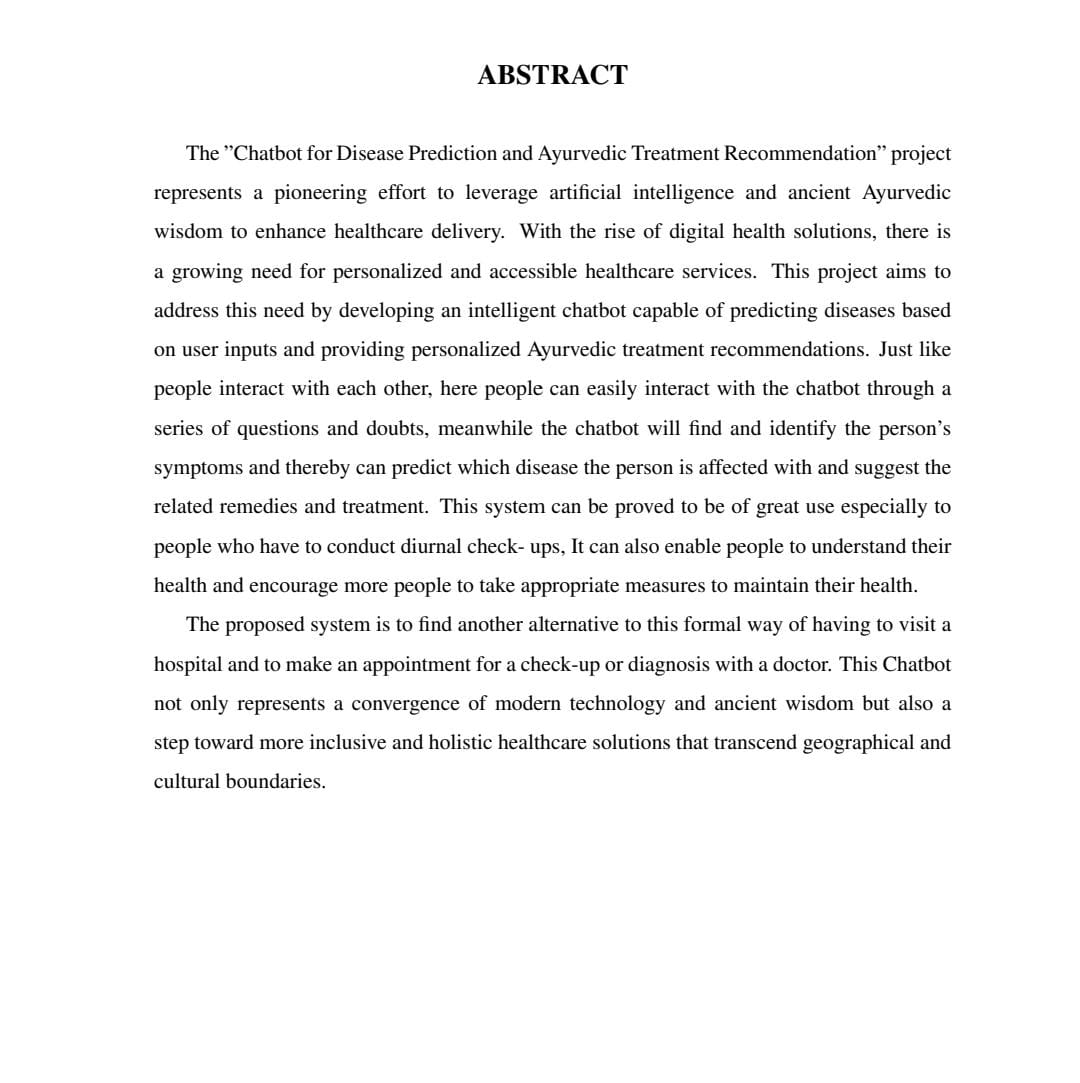 ABSTRACT
The ”Chatbot for Disease Prediction and Ayurvedic Treatment Recommendation” project
represents a pioneering effort to leverage artificial intelligence and ancient Ayurvedic
wisdom to enhance healthcare delivery. With the rise of digital health solutions, there is
a growing need for personalized and accessible healthcare services. This project aims to
address this need by developing an intelligent chatbot capable of predicting diseases based
on user inputs and providing personalized Ayurvedic treatment recommendations. Just like
people interact with each other, here people can easily interact with the chatbot through a
series of questions and doubts, meanwhile the chatbot will find and identify the person’s
symptoms and thereby can predict which disease the person is affected with and suggest the
related remedies and treatment. This system can be proved to be of great use especially to
people who have to conduct diurnal check- ups, It can also enable people to understand their
health and encourage more people to take appropriate measures to maintain their health.
The proposed system is to find another alternative to this formal way of having to visit a
hospital and to make an appointment for a check-up or diagnosis with a doctor. This Chatbot
not only represents a convergence of modern technology and ancient wisdom but also a
step toward more inclusive and holistic healthcare solutions that transcend geographical and
cultural boundaries.